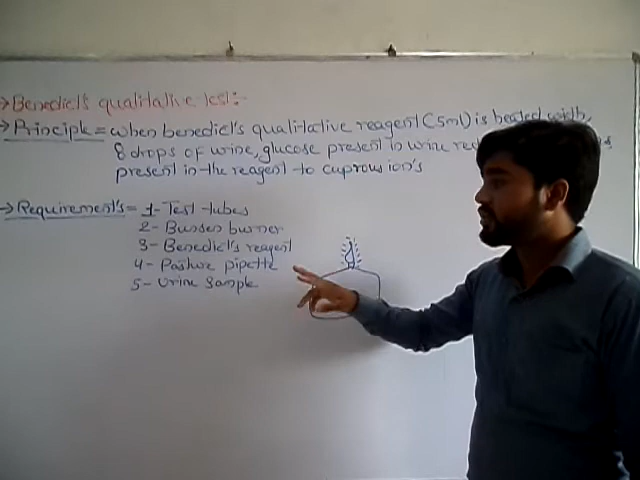 → Benedict's qualitative test:-
→ Principle = when benedict's qualitative reagent (5ml) is heated with
8 drops of urine, glucose present in urine
present in the reagent to cuprous ion's
→ Requirement's = 1- Test tubes
2- Bunsen burner
3- Benedict's reagent
4- Pasture pipette
5- Urine Sample